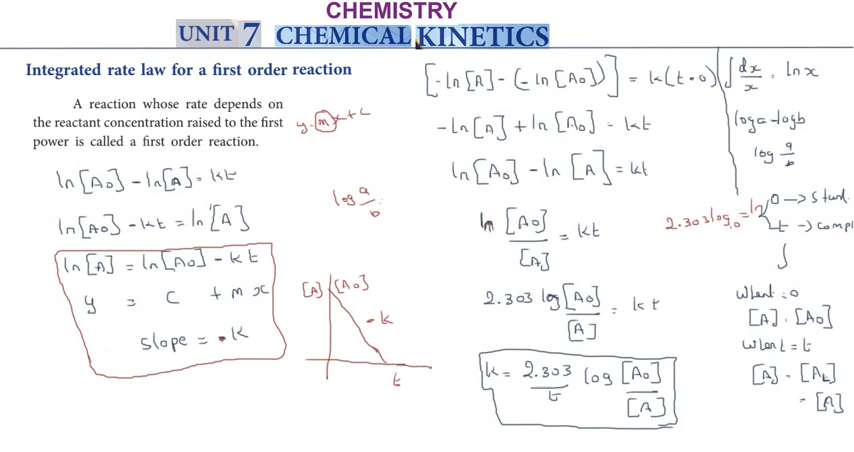 CHEMISTRY
UNIT 7 CHEMICAL KINETICS
Integrated rate law for a first order reaction
A reaction whose rate depends on
the reactant concentration raised to the first
power is called a first order reaction.
ln[A₀] - ln[A] = kt
ln[A₀] - kt = ln[A]
ln[A] = ln[A₀] - kt
y = c + mx
slope = -k
y = mx + c
log a/b
[A] [A₀]
-k
t
[-ln[A] - (-ln[A₀])] = k(t-0)
-ln[A] + ln[A₀] = kt
ln[A₀] - ln[A] = kt
ln [A₀]/[A] = kt
2.303 log [A₀]/[A] = kt
k = 2.303/t log [A₀]/[A]
∫ dx/x = ln x
log a - log b
log a/b
2.303 log₁₀ = ln
0 → Start
t → compl
∫
when t = 0
[A] = [A₀]
when t = t
[A] = [Aₜ]
= [A]